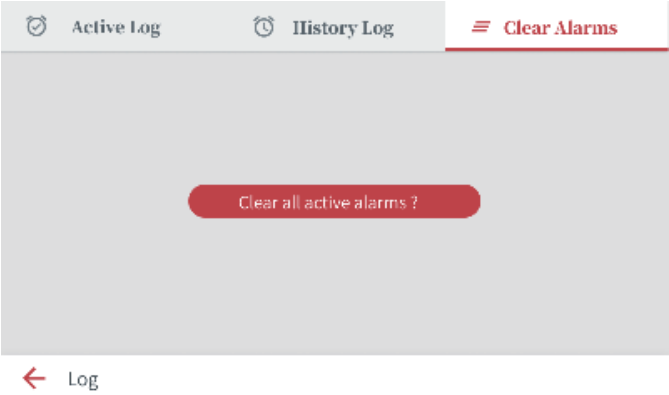 Active Log
History Log
Clear Alarms
Clear all active alarms ?
Log